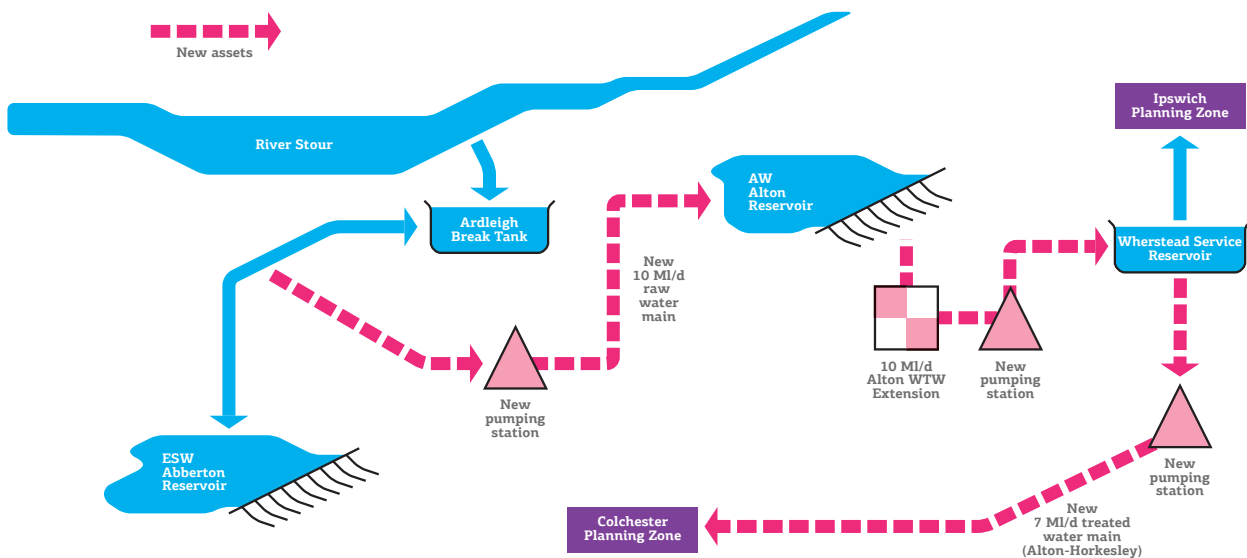 New assets
River Stour
Ardleigh
Break Tank
AW
Alton
Reservoir
Ipswich
Planning Zone
Wherstead Service
Reservoir
New
10 Ml/d
raw
water
main
10 Ml/d
Alton WTW
Extension
New
pumping
station
New
pumping
station
ESW
Abberton
Reservoir
New
pumping
station
Colchester
Planning Zone
New
7 Ml/d treated
water main
(Alton-Horkesley)